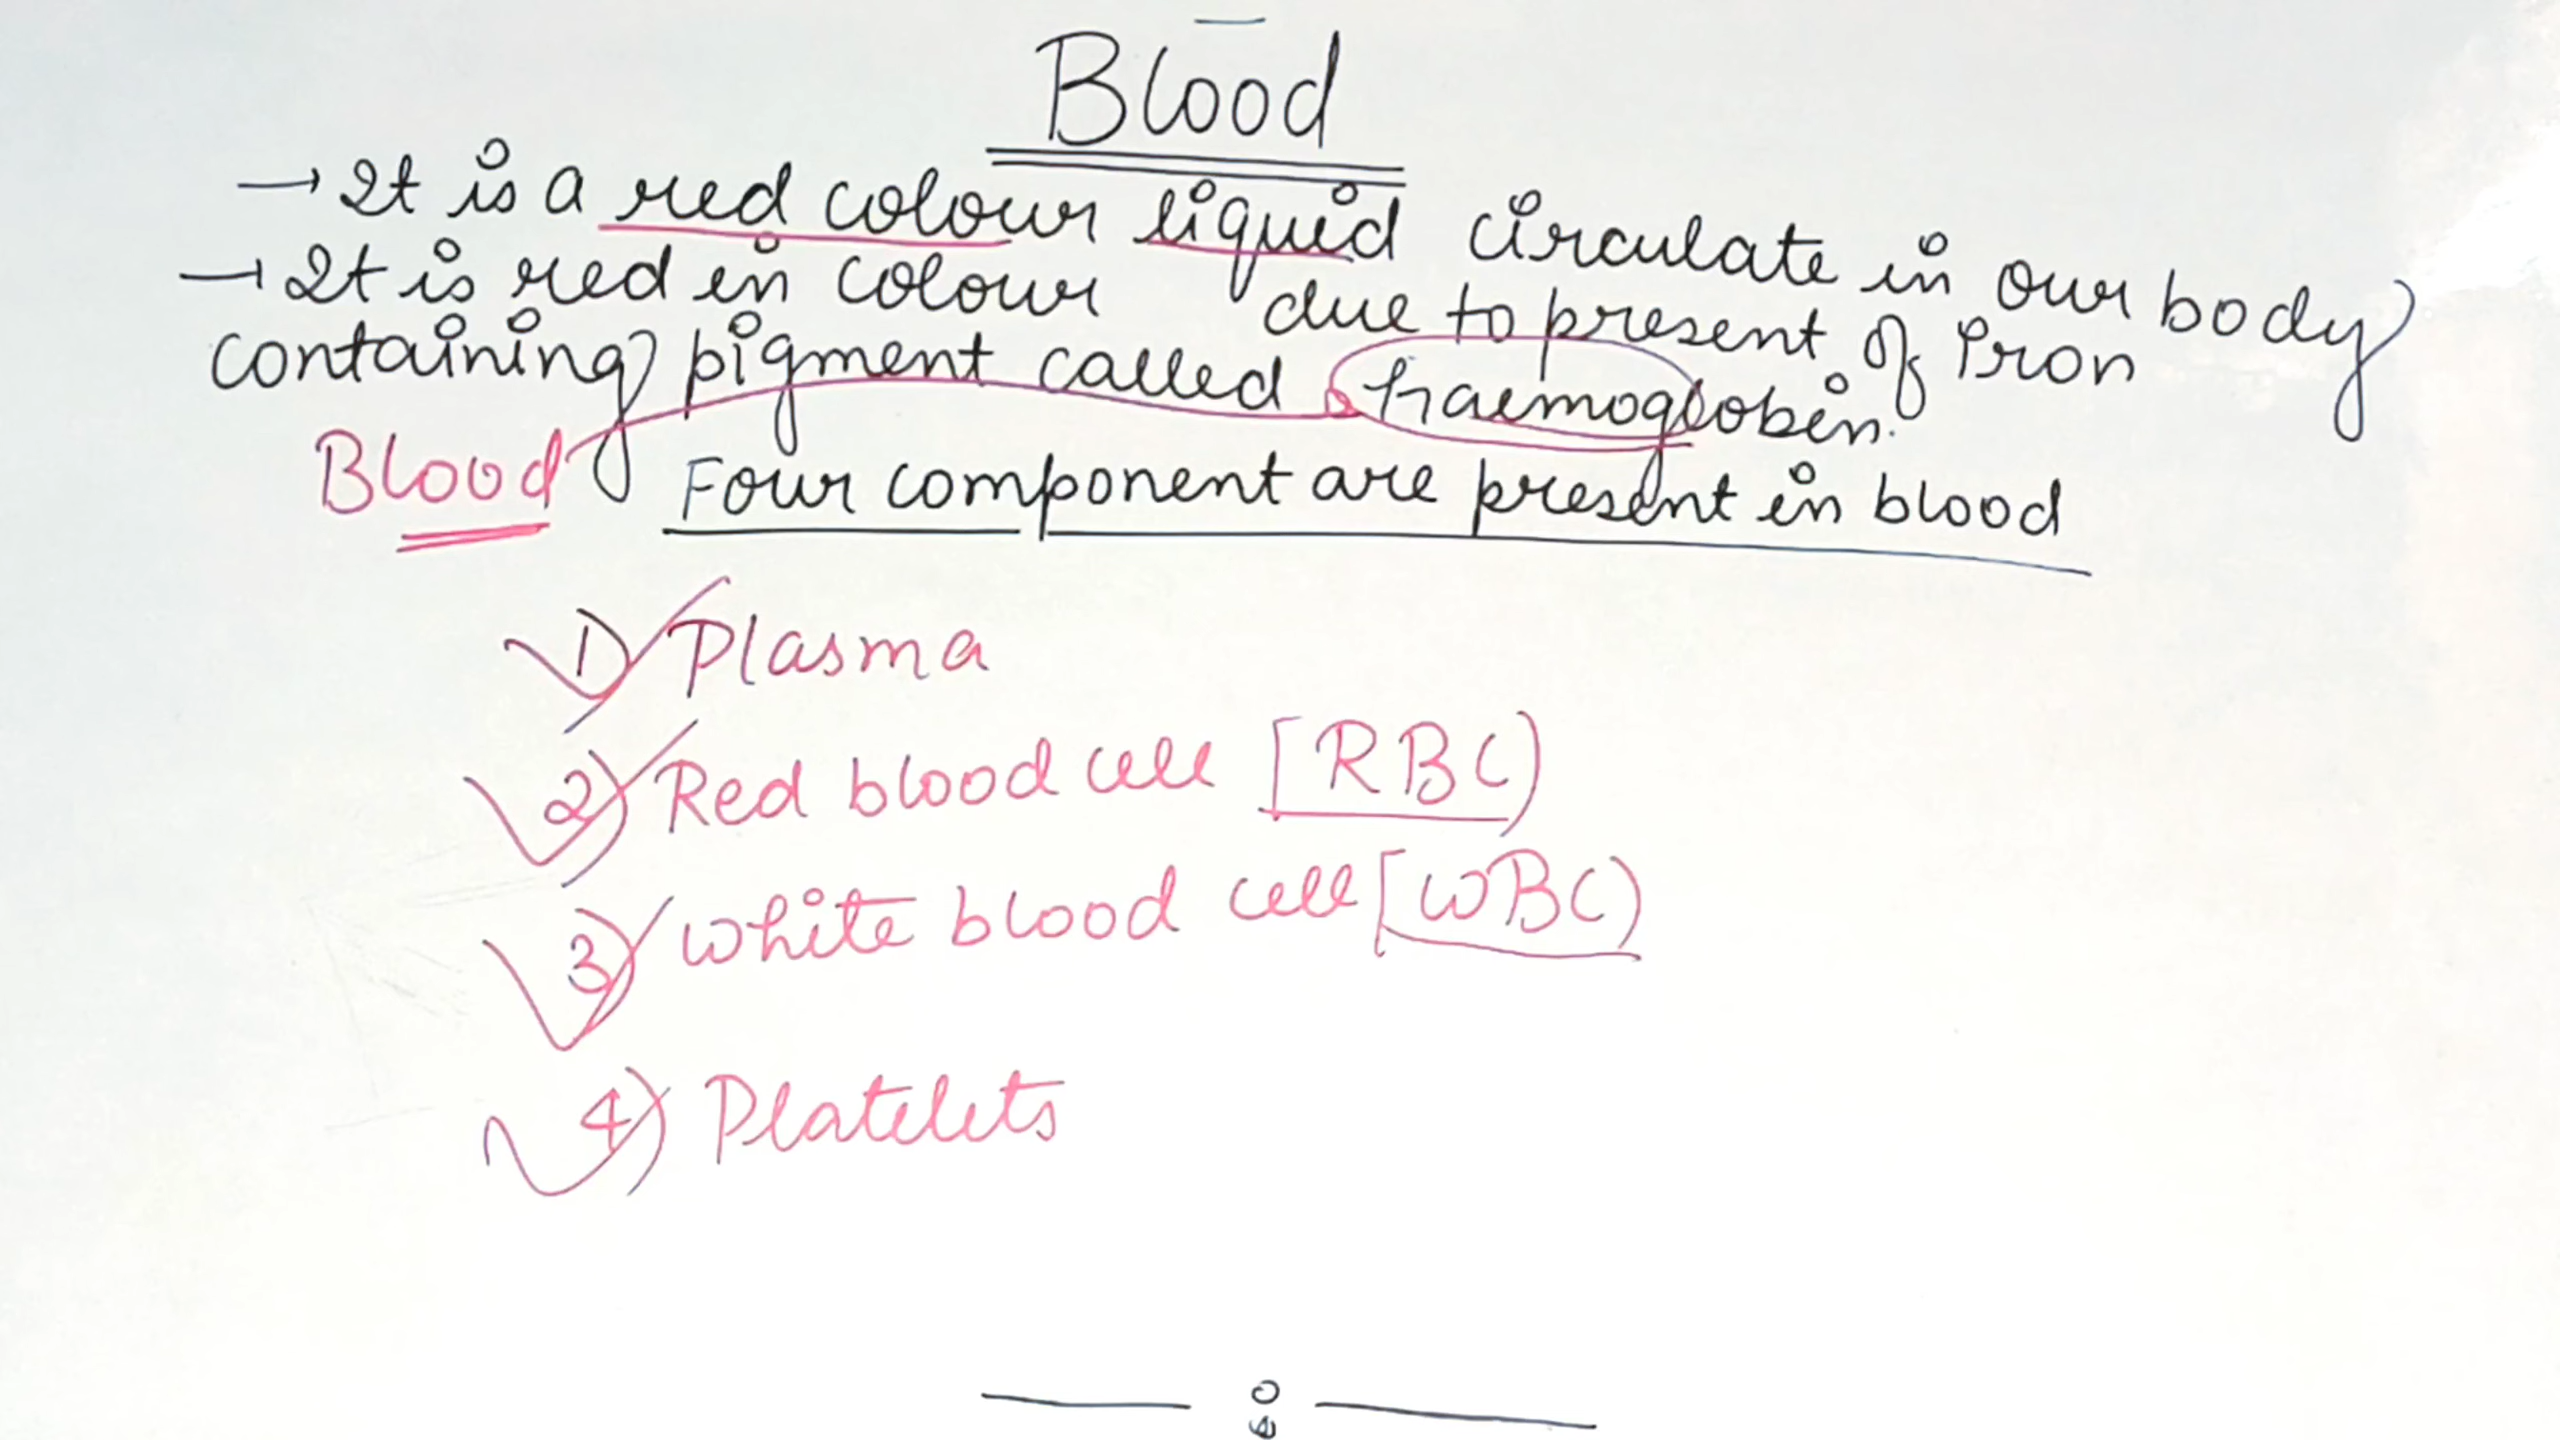 Blood
→ It is a red colour liquid circulate in our body
→ It is red in colour due to present of iron
containing pigment called haemoglobin.
Blood Four component are present in blood
1) Plasma
2) Red blood cell [RBC)
3) White blood cell [WBC)
4) Platelets